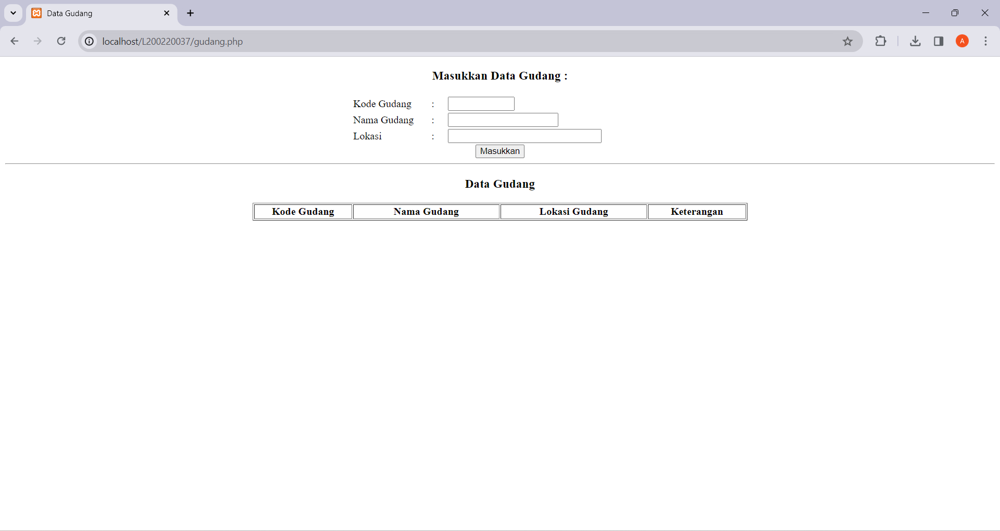 Data Gudang
localhost/L200220037/gudang.php
A
Masukkan Data Gudang :
Kode Gudang :
Nama Gudang :
Lokasi :
Masukkan
Data Gudang
Kode Gudang Nama Gudang Lokasi Gudang Keterangan